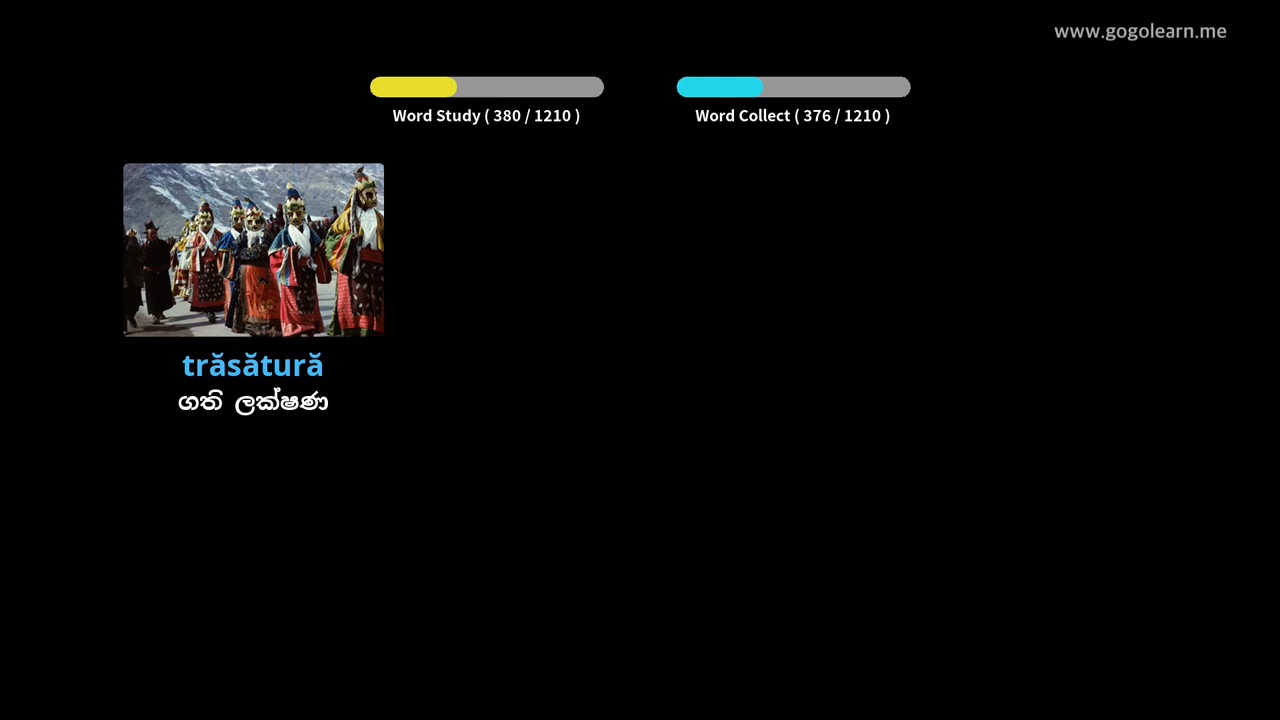 www.gogolearn.me
Word Study ( 380 / 1210 )
Word Collect ( 376 / 1210 )
trăsătură
ගති ලක්ෂණ